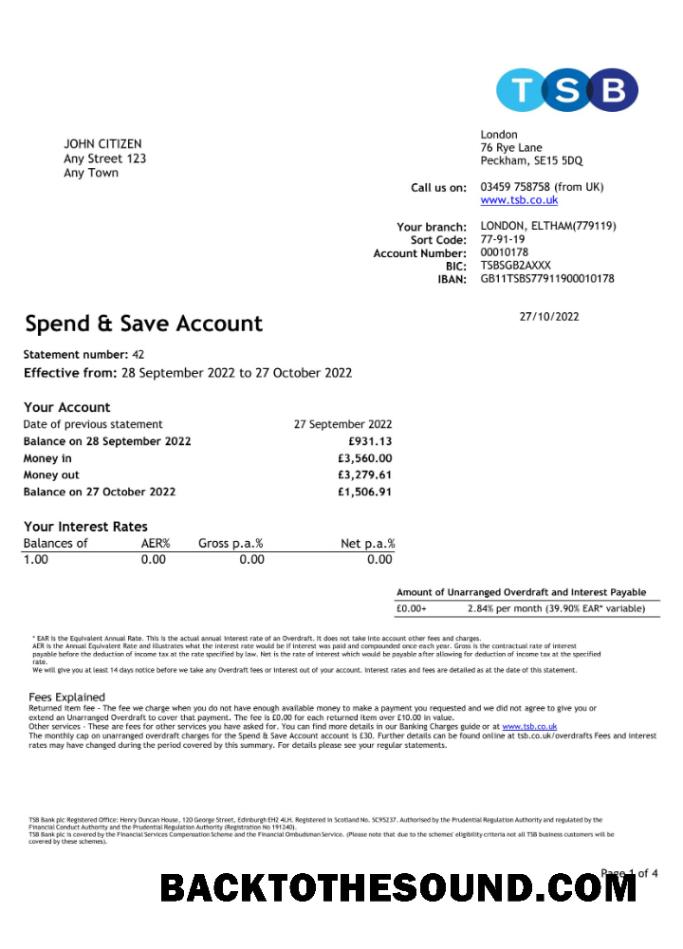 TSB
JOHN CITIZEN
Any Street 123
Any Town
London
76 Rye Lane
Peckham, SE15 5DQ
Call us on: 03459 758758 (from UK)
www.tsb.co.uk
Your branch: LONDON, ELTHAM(779119)
Sort Code: 77-91-19
Account Number: 00010178
BIC: TSBSGB2AXXX
IBAN: GB11TSBS77911900010178
27/10/2022
Spend & Save Account
Statement number: 42
Effective from: 28 September 2022 to 27 October 2022
Your Account
Date of previous statement 27 September 2022
Balance on 28 September 2022 £931.13
Money in £3,560.00
Money out £3,279.61
Balance on 27 October 2022 £1,506.91
Your Interest Rates
Balances of AER% Gross p.a.% Net p.a.%
1.00 0.00 0.00 0.00
Amount of Unarranged Overdraft and Interest Payable
£0.00+ 2.84% per month (39.90% EAR* variable)
* EAR is the Equivalent Annual Rate. This is the actual annual interest rate of an Overdraft. It does not take into account other fees and charges.
AER is the Annual Equivalent Rate and illustrates what the interest rate would be if interest was paid and compounded once each year. Gross is the contractual rate of interest
payable before the deduction of income tax at the rate specified by law. Net is the rate of interest which would be payable after allowing for deduction of income tax at the specified
rate.
We will give you at least 14 days notice before we take any Overdraft fees or interest out of your account. Interest rates and fees are detailed as at the date of this statement.
Fees Explained
Returned item fee - The fee we charge when you do not have enough available money to make a payment you requested and we did not agree to give you or
extend an Unarranged Overdraft to cover that payment. The fee is £0.00 for each returned item over £10.00 in value.
Other services - These are fees for other services you have asked for. You can find more details in our Banking Charges guide or at www.tsb.co.uk
The monthly cap on unarranged overdraft charges for the Spend & Save Account account is £30. Further details can be found online at tsb.co.uk/overdrafts Fees and interest
rates may have changed during the period covered by this summary. For details please see your regular statements.
TSB Bank plc Registered Office: Henry Duncan House, 120 George Street, Edinburgh EH2 4LH. Registered in Scotland No. SC95237. Authorised by the Prudential Regulation Authority and regulated by the
Financial Conduct Authority and the Prudential Regulation Authority (Registration No 191240).
TSB Bank plc is covered by the Financial Services Compensation Scheme and the Financial Ombudsman Service. (Please note that due to the schemes' eligibility criteria not all TSB business customers will be
covered by these schemes).
Page 1 of 4
BACKTOTHESOUND.COM